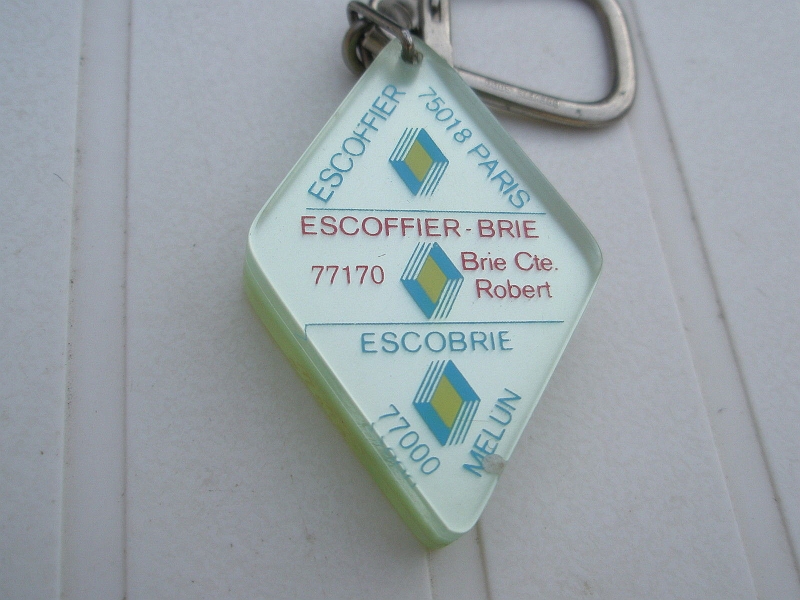 ESCOFFIER
75018 PARIS
ESCOFFIER-BRIE
77170
Brie Cte.
Robert
ESCOBRIE
77000
MELUN